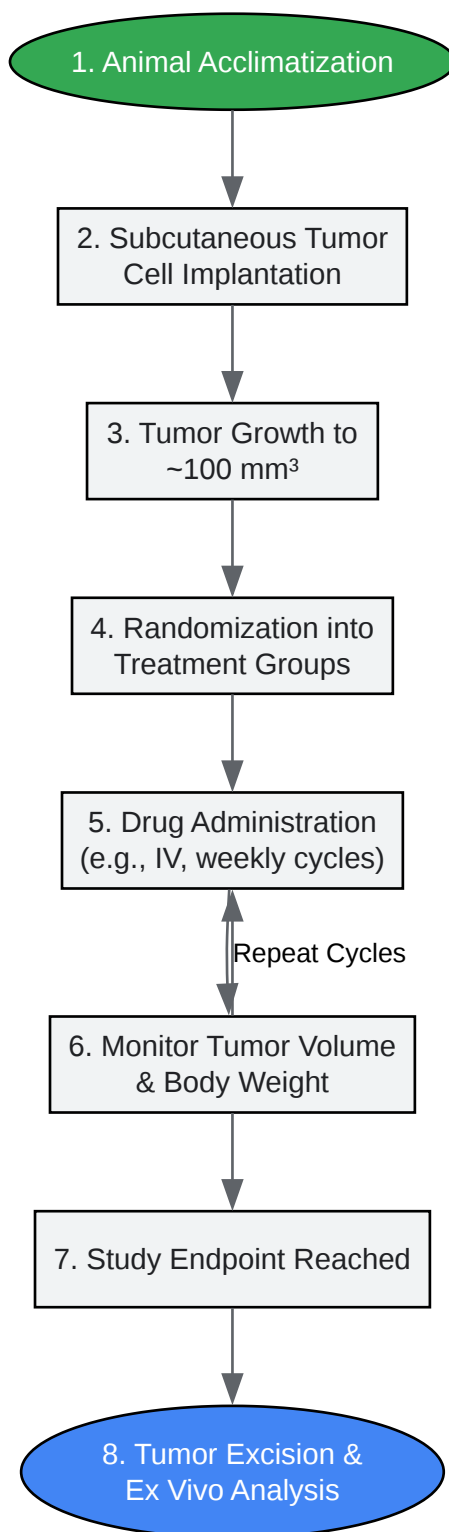 1. Animal Acclimatization
2. Subcutaneous Tumor
Cell Implantation
3. Tumor Growth to
~100 mm³
4. Randomization into
Treatment Groups
5. Drug Administration
(e.g., IV, weekly cycles)
Repeat Cycles
6. Monitor Tumor Volume
& Body Weight
7. Study Endpoint Reached
8. Tumor Excision &
Ex Vivo Analysis